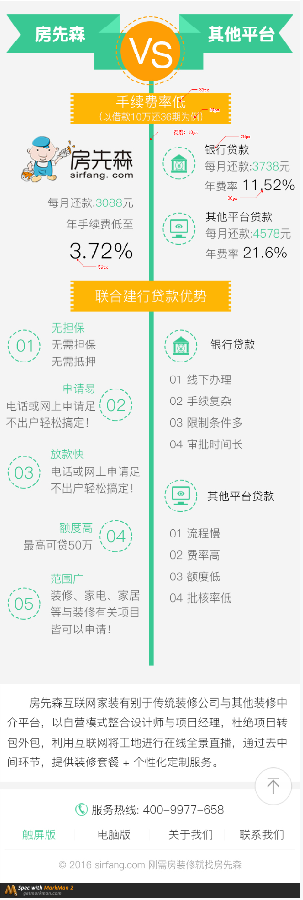 房先森
VS
其他平台
手续费率低
(以借款10万还36期为例)
房先森
sirfang.com
每月还款:3088元
年手续费低至
3.72%
银行贷款
每月还款:3738元
年费率 11.52%
其他平台贷款
每月还款:4578元
年费率 21.6%
联合建行贷款优势
01
无担保
无需担保
无需抵押
申请易
电话或网上申请足
不出户轻松搞定!
02
03
放款快
电话或网上申请足
不出户轻松搞定!
额度高
最高可贷50万
04
05
范围广
装修、家电、家居
等与装修有关项目
皆可以申请!
银行贷款
01 线下办理
02 手续复杂
03 限制条件多
04 审批时间长
其他平台贷款
01 流程慢
02 费率高
03 额度低
04 批核率低
房先森互联网家装有别于传统装修公司与其他装修中
介平台，以自营模式整合设计师与项目经理，杜绝项目转
包外包，利用互联网将工地进行在线全景直播，通过去中
间环节，提供装修套餐 + 个性化定制服务。
服务热线: 400-9977-658
触屏版
电脑版
关于我们
联系我们
© 2016 sirfang.com 刚需房装修就找房先森
Spec with MarkMan 2
getmarkman.com